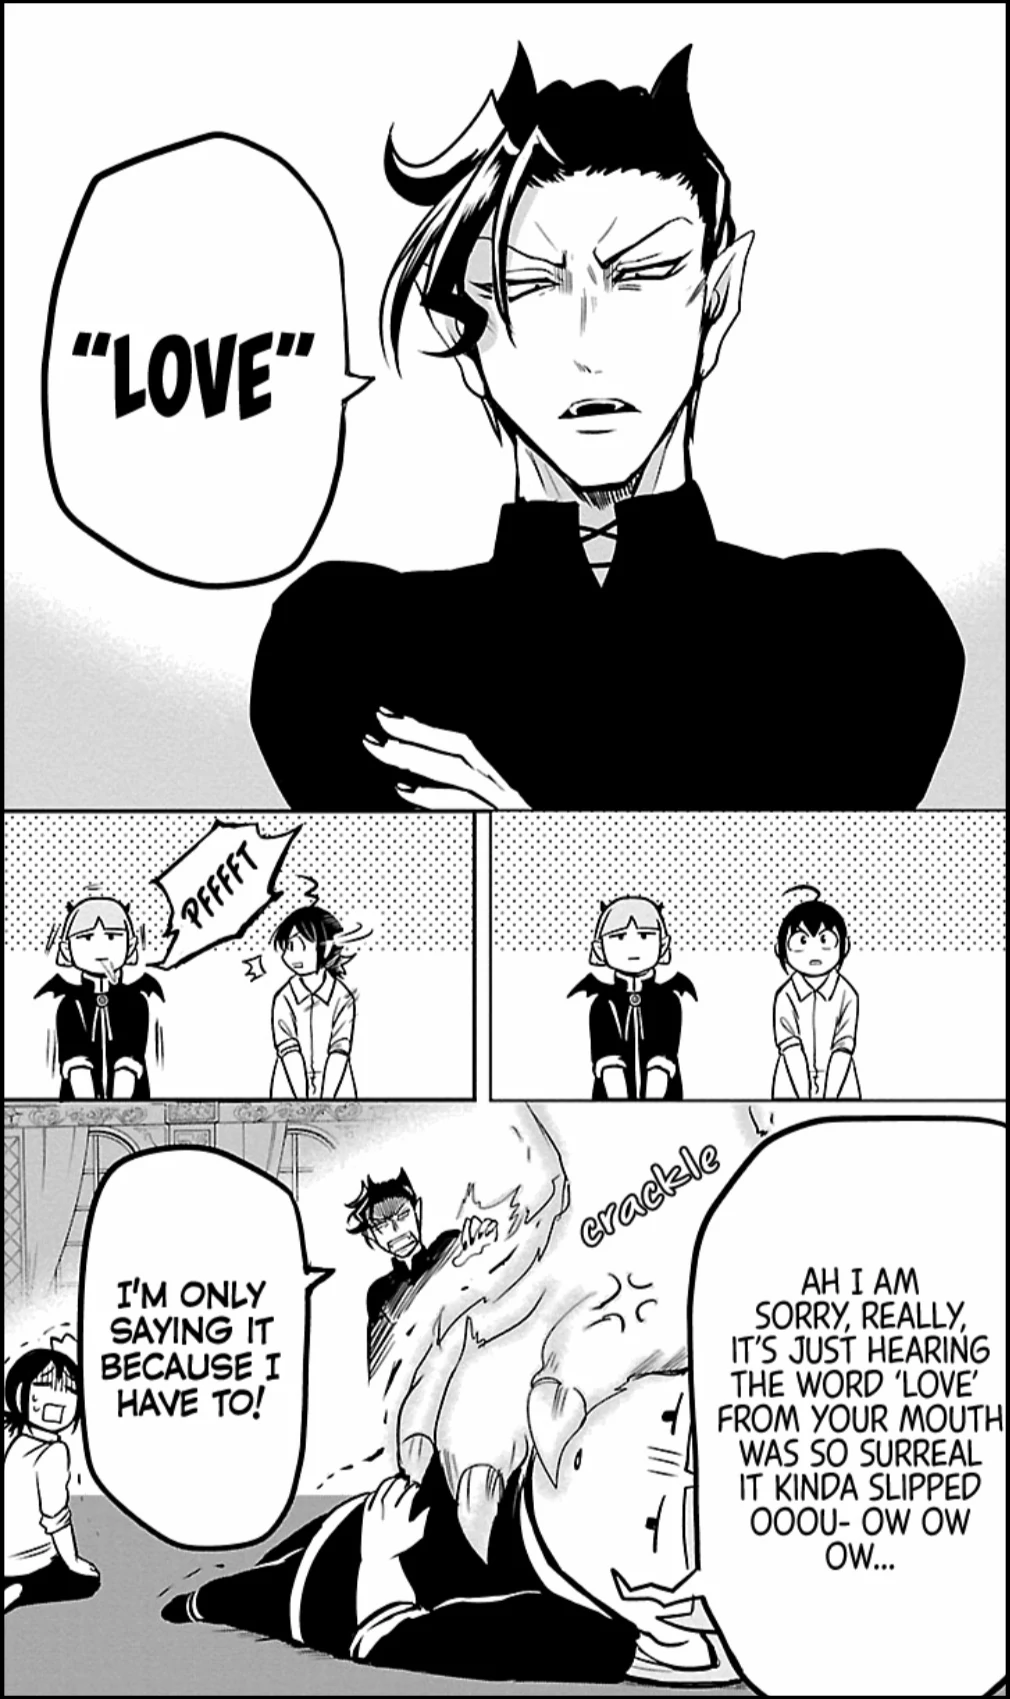 "LOVE"
PFFFFT
I'M ONLY
SAYING IT
BECAUSE I
HAVE TO!
crackle
AH I AM
SORRY, REALLY,
IT'S JUST HEARING
THE WORD 'LOVE'
FROM YOUR MOUTH
WAS SO SURREAL
IT KINDA SLIPPED
OOOU- OW OW
OW...